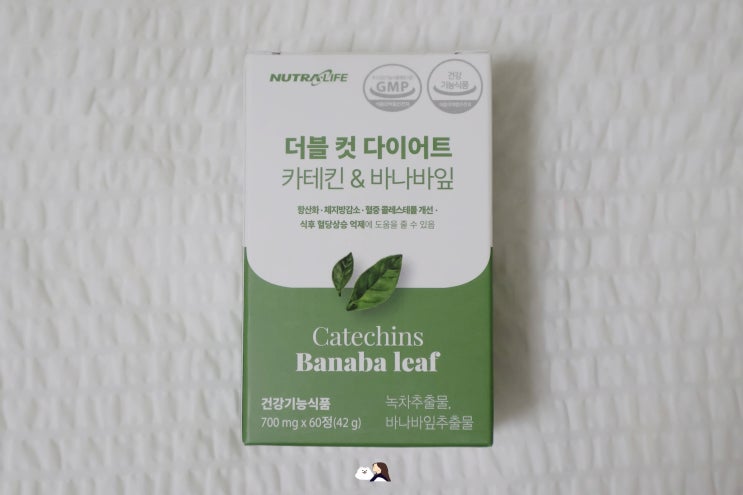 NUTRALIFE
GMP
건강
기능식품
더블 컷 다이어트
카테킨 & 바나바잎
항산화 · 체지방감소 · 혈중 콜레스테롤 개선 ·
식후 혈당상승 억제에 도움을 줄 수 있음
Catechins
Banaba leaf
건강기능식품
700 mg x 60정(42 g)
녹차추출물,
바나바잎추출물